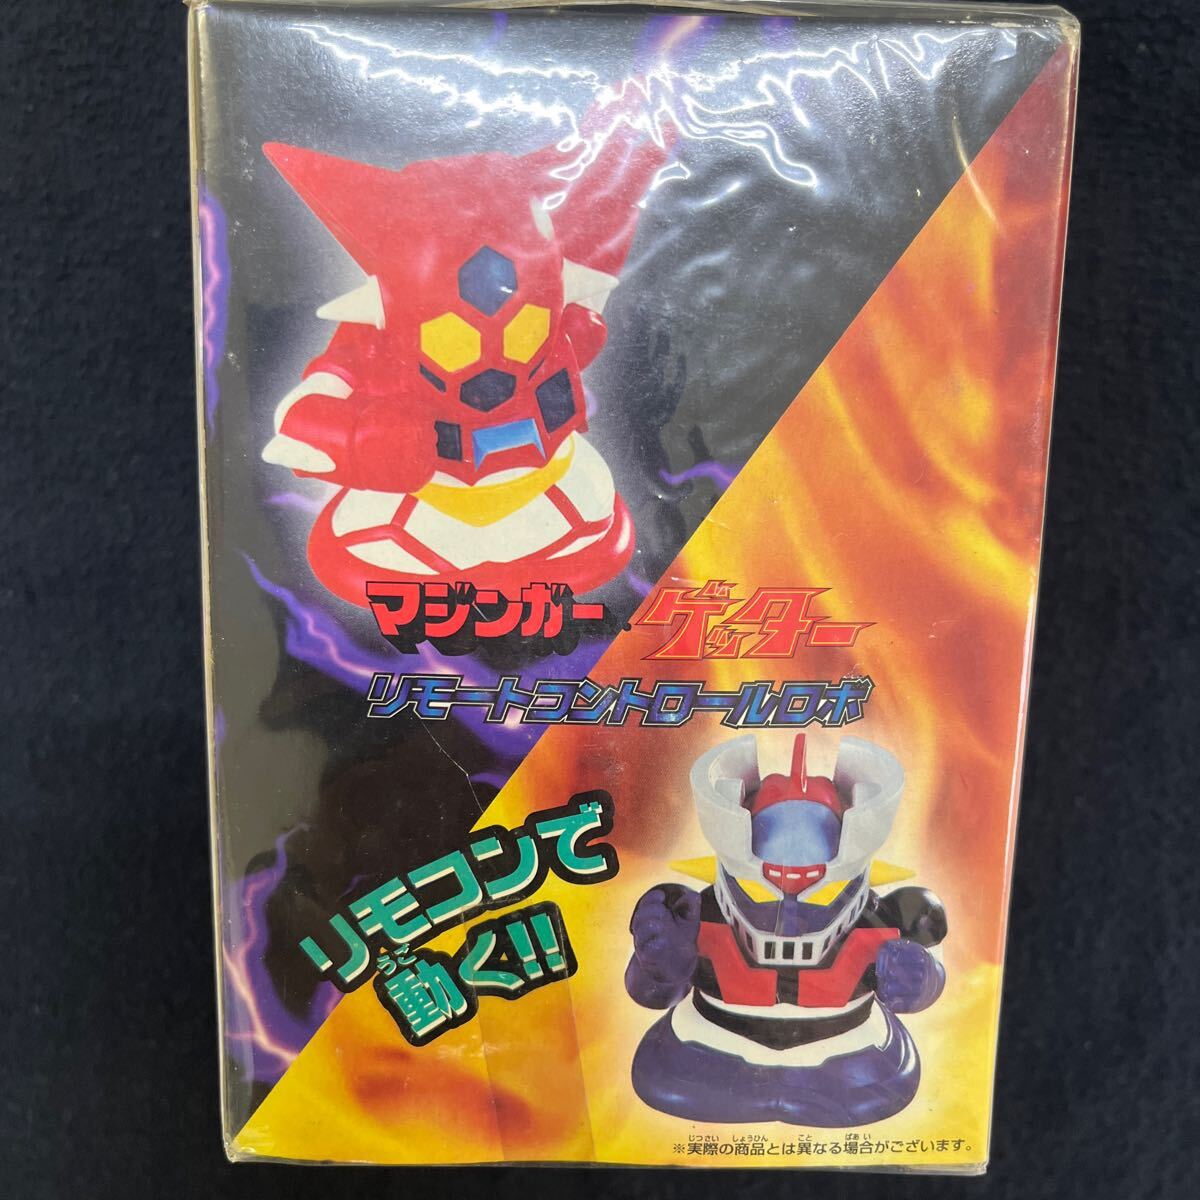 マジンガー・ゲッター
リモートコントロールロボ
リモコンで
うご
動く!!
じっさい しょうひん こと ばあい
※実際の商品とは異なる場合がございます。